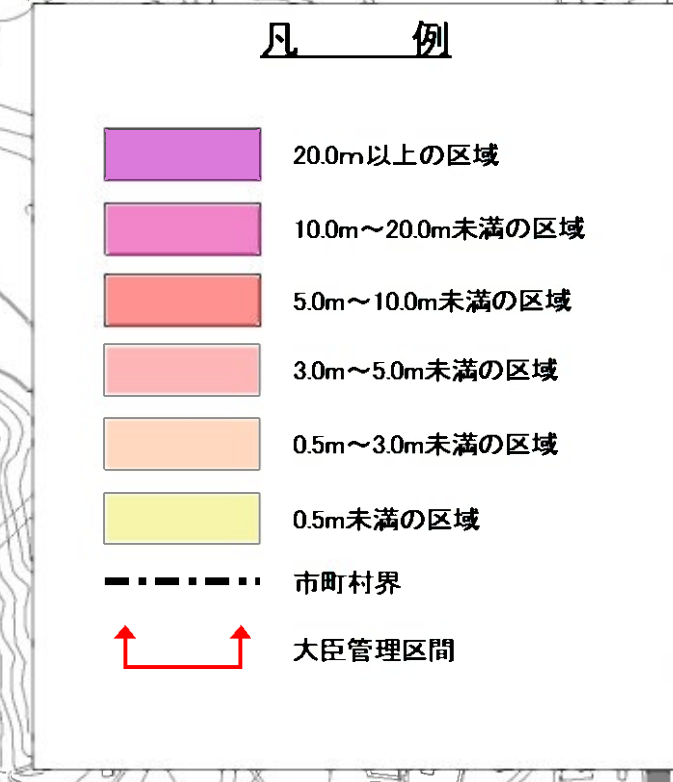 凡 例
20.0m以上の区域
10.0m～20.0m未満の区域
5.0m～10.0m未満の区域
3.0m～5.0m未満の区域
0.5m～3.0m未満の区域
0.5m未満の区域
市町村界
大臣管理区間